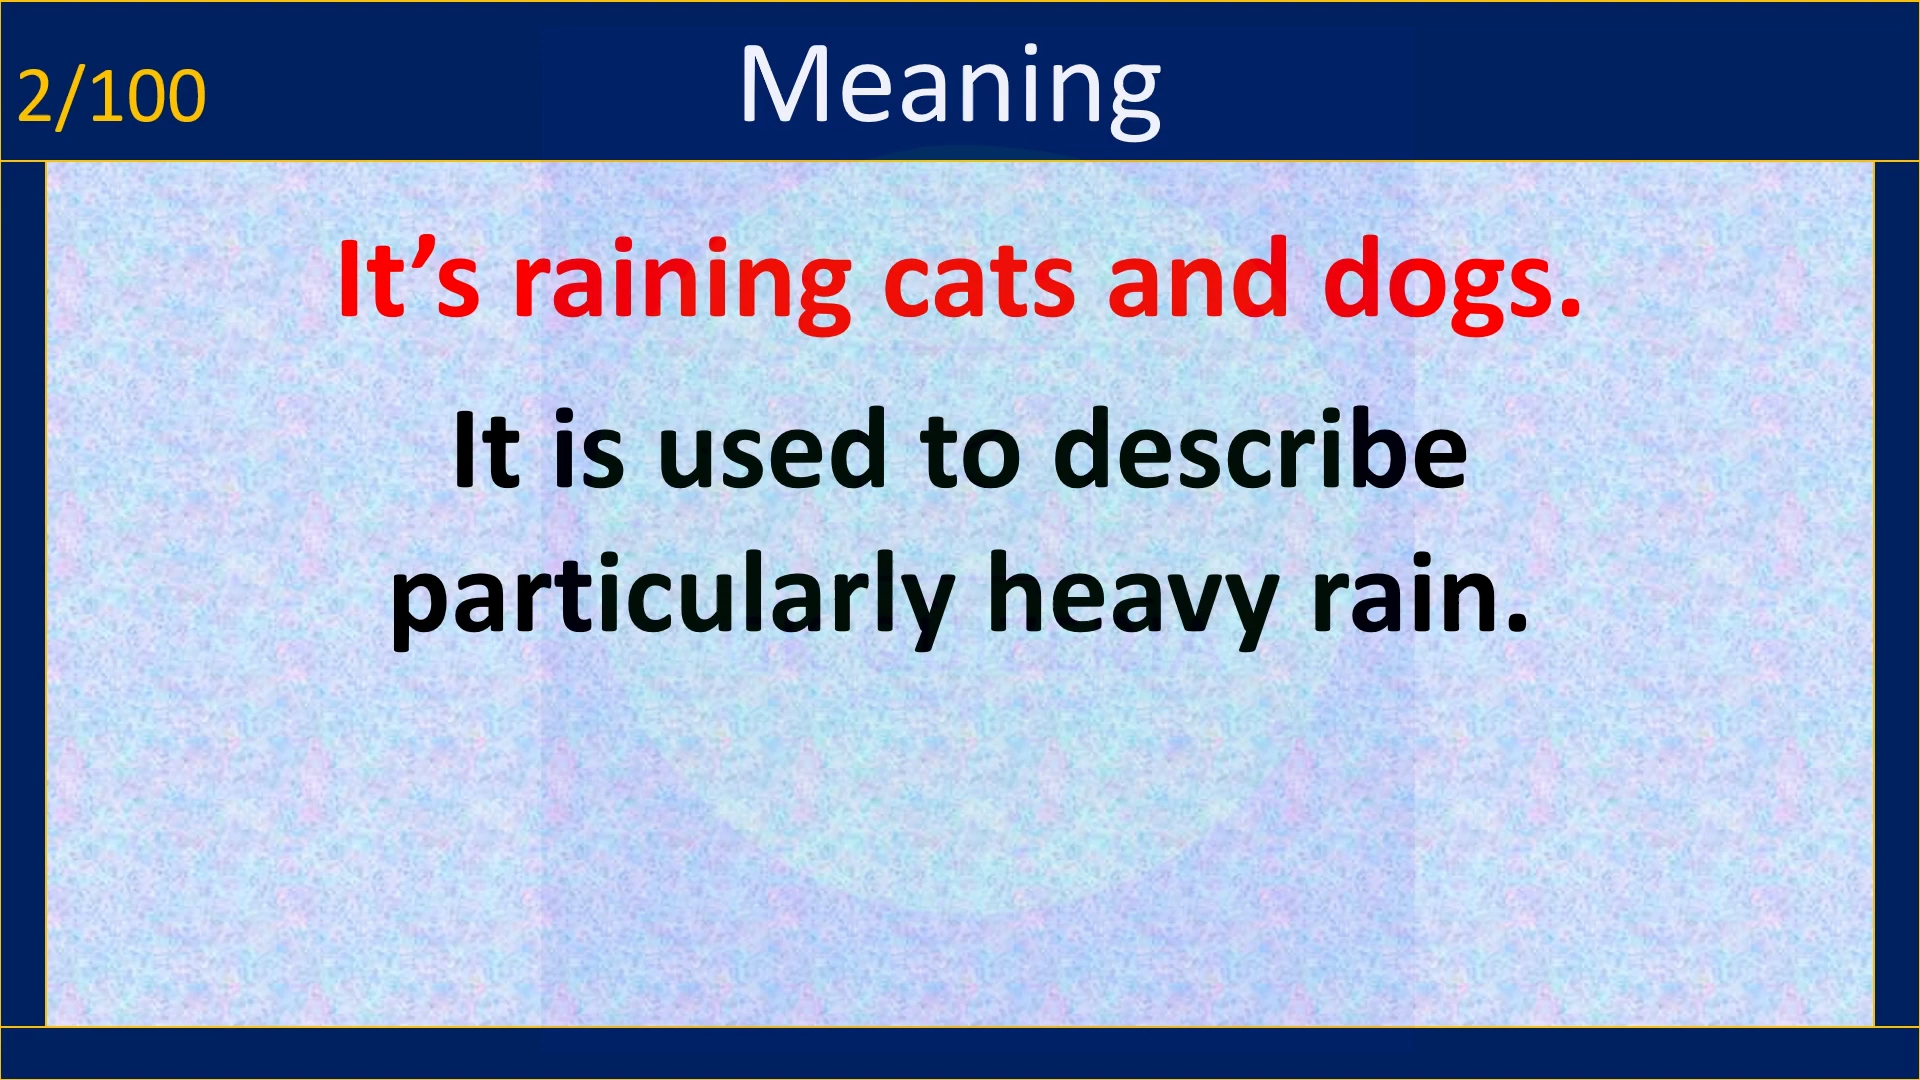 2/100
Meaning
It’s raining cats and dogs.
It is used to describe
particularly heavy rain.